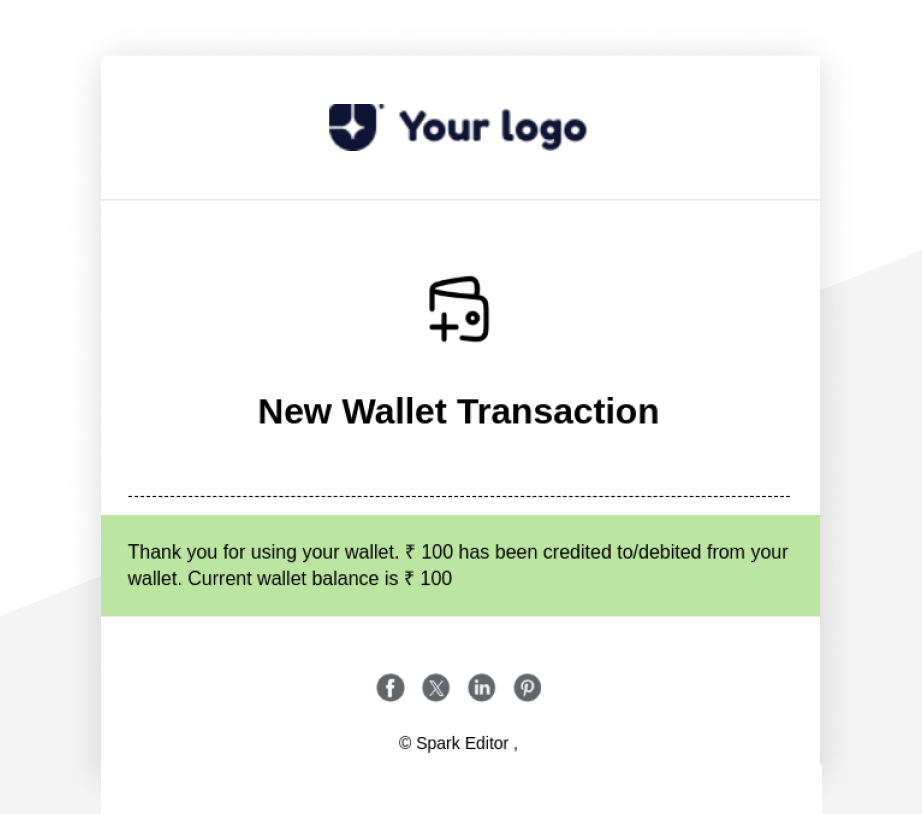 Your logo
New Wallet Transaction
Thank you for using your wallet. ₹ 100 has been credited to/debited from your
wallet. Current wallet balance is ₹ 100
© Spark Editor ,